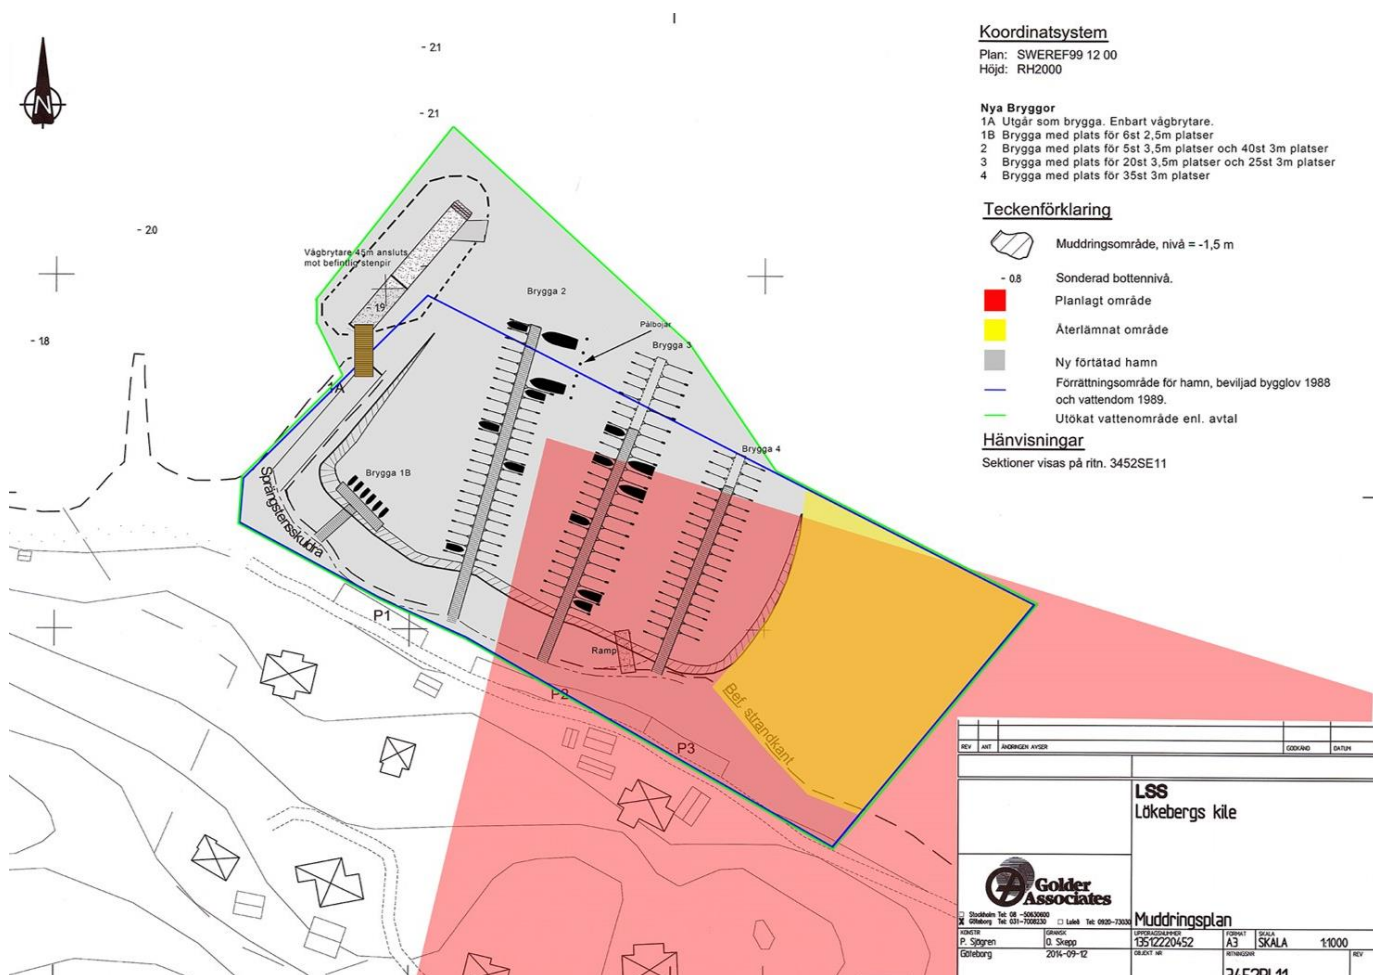 N
- 21
- 21
- 20
- 18
Koordinatsystem
Plan: SWEREF99 12 00
Höjd: RH2000
Nya Bryggor
1A Utgår som brygga. Enbart vågbrytare.
1B Brygga med plats för 6st 2,5m platser
2 Brygga med plats för 5st 3,5m platser och 40st 3m platser
3 Brygga med plats för 20st 3,5m platser och 25st 3m platser
4 Brygga med plats för 35st 3m platser
Teckenförklaring
Muddringsområde, nivå = -1,5 m
- 0.8 Sonderad bottennivå.
Planlagt område
Återlämnat område
Ny förtätad hamn
Förrättningsområde för hamn, beviljad bygglov 1988
och vattendom 1989.
Utökat vattenområde enl. avtal
Hänvisningar
Sektioner visas på ritn. 3452SE11
Vågbrytare 45m ansluts
mot befintlig stenpir
- 19
Brygga 2
Pålbojar
Brygga 3
1A
Brygga 4
Brygga 1B
Sprängstensskuldra
P1
Ramp
P2
Bef. strandkant
P3
REV ANT ÄNDRINGEN AVSER GODKÄND DATUM
LSS
Lökebergs kile
Golder
Associates
Stockholm Tel: 08 -50630600
X Göteborg Tel: 031-7008230 Luleå Tel: 0920-73030
Muddringsplan
KONSTR P. Sjögren GRANSK O. Skepp UPPDRAGSNUMMER 13512220452 FORMAT A3 SKALA SKALA 1:1000
Göteborg 2014-09-12 OBJEKT NR RITNINGSNR REV